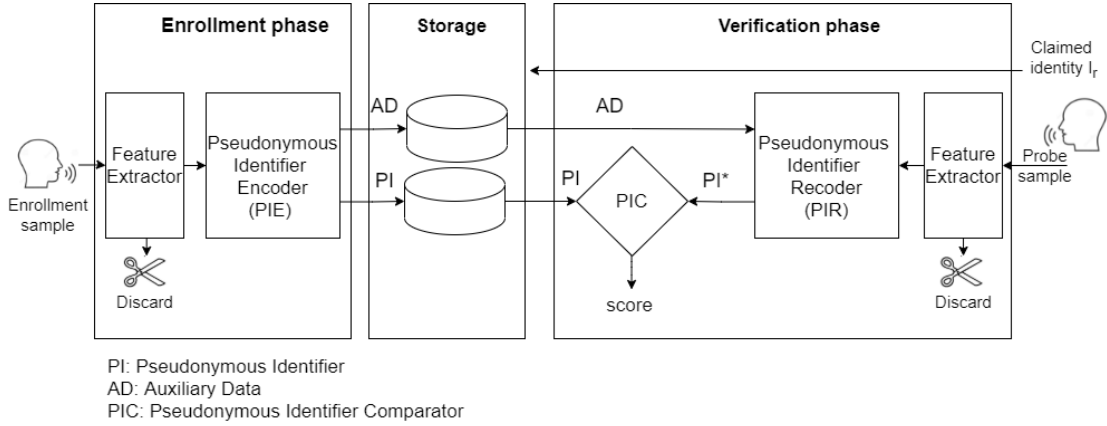 Enrollment phase
Storage
Verification phase
Claimed
identity Ir
AD
AD
Feature
Extractor
Pseudonymous
Identifier
Encoder
(PIE)
Pseudonymous
Identifier
Recoder
(PIR)
Feature
Extractor
Probe
sample
PI
PI
PIC
PI*
Enrollment
sample
Discard
score
Discard
PI: Pseudonymous Identifier
AD: Auxiliary Data
PIC: Pseudonymous Identifier Comparator